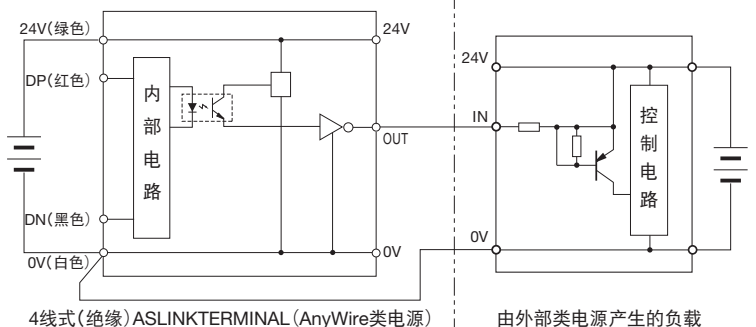 24V(绿色)
24V
DP(红色)
内部电路
OUT
DN(黑色)
0V(白色)
0V
24V
IN
控制电路
0V
4线式(绝缘)ASLINKTERMINAL(AnyWire类电源)
由外部类电源产生的负载